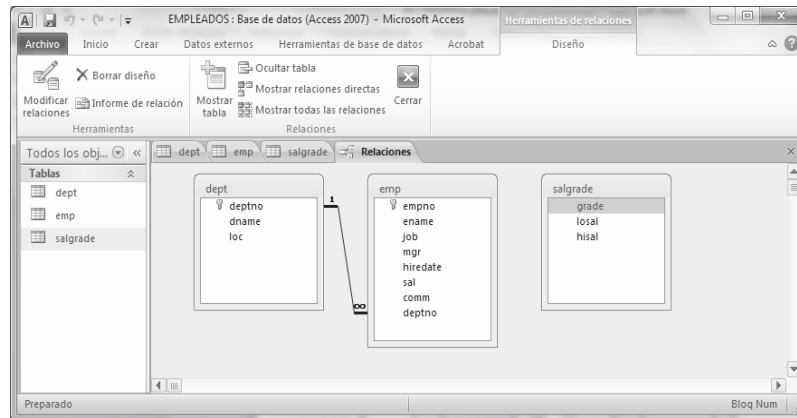 EMPLEADOS : Base de datos (Access 2007) - Microsoft Access
Herramientas de relaciones
Archivo Inicio Crear Datos externos Herramientas de base de datos Acrobat Diseño
Modificar relaciones
Borrar diseño
Informe de relación
Herramientas
Mostrar tabla
Ocultar tabla
Mostrar relaciones directas
Mostrar todas las relaciones
Cerrar
Relaciones
Todos los obj...
Tablas
dept
emp
salgrade
dept emp salgrade Relaciones
dept
deptno
dname
loc
1
∞
emp
empno
ename
job
mgr
hiredate
sal
comm
deptno
salgrade
grade
losal
hisal
Preparado
Bloq Num